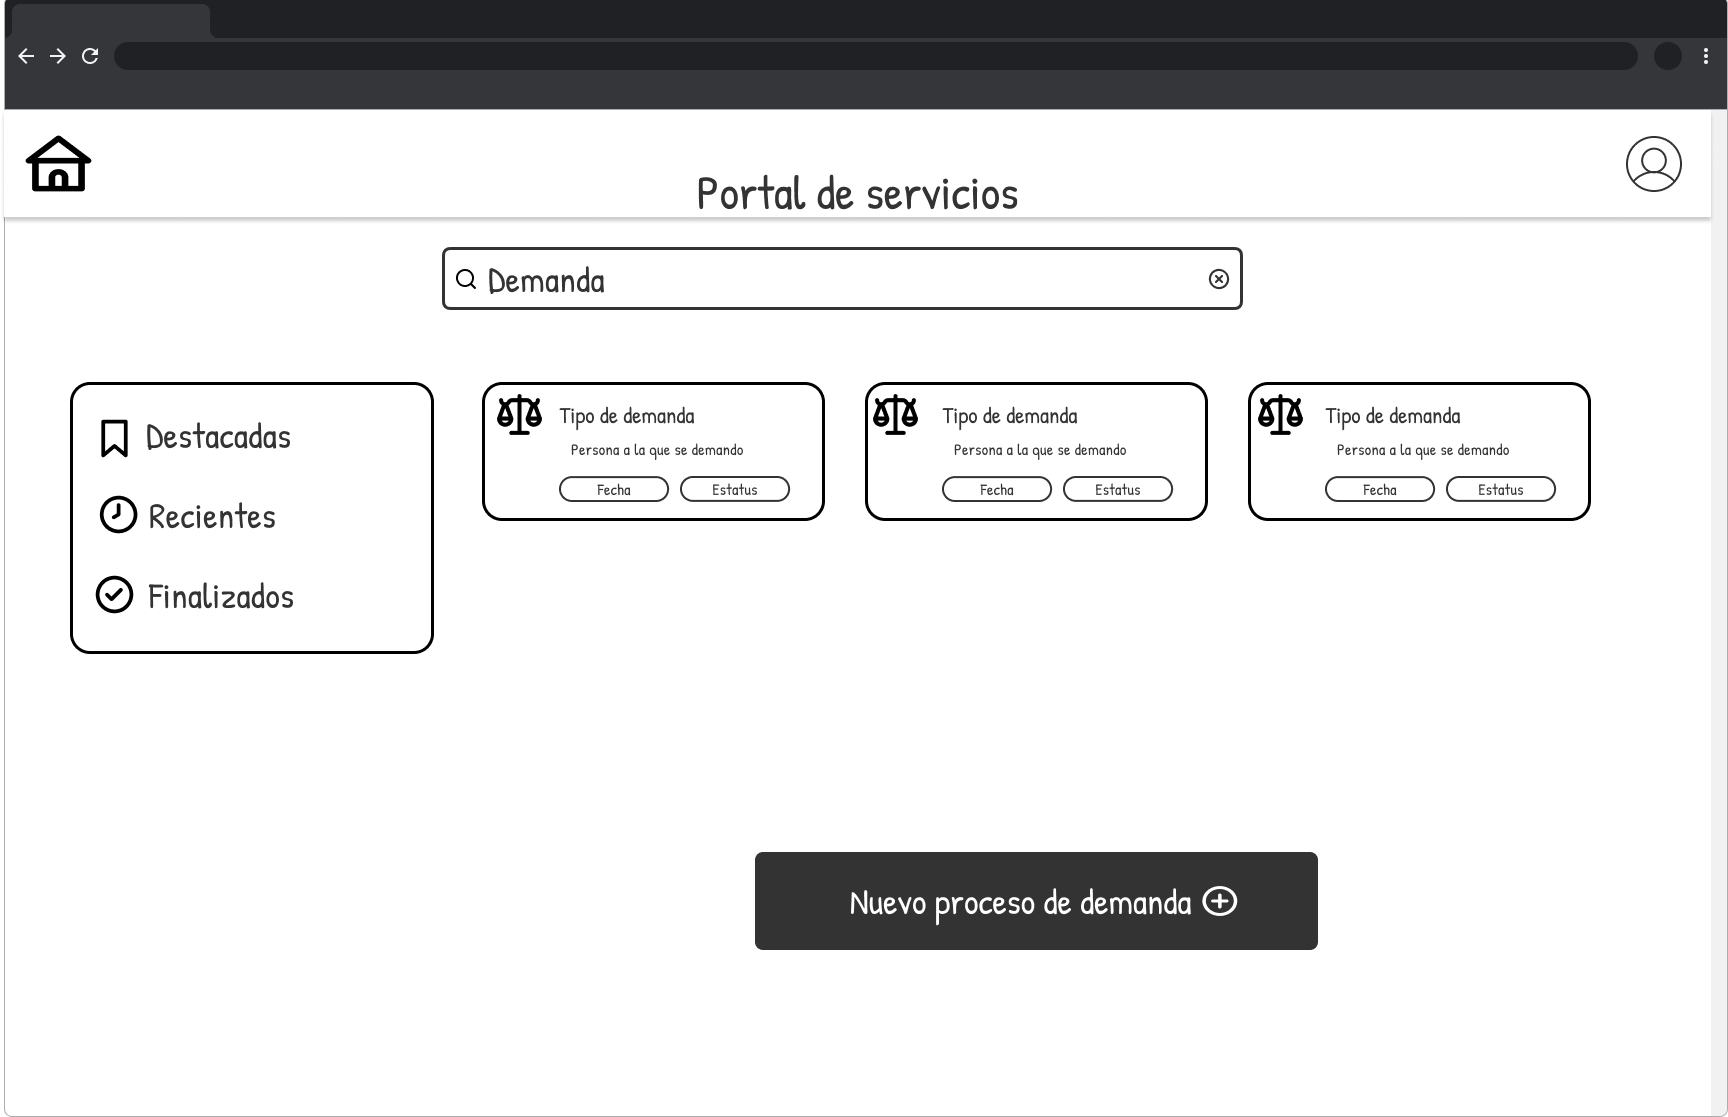 Portal de servicios
Demanda
Destacadas
Recientes
Finalizados
Tipo de demanda
Persona a la que se demando
Fecha Estatus
Tipo de demanda
Persona a la que se demando
Fecha Estatus
Tipo de demanda
Persona a la que se demando
Fecha Estatus
Nuevo proceso de demanda